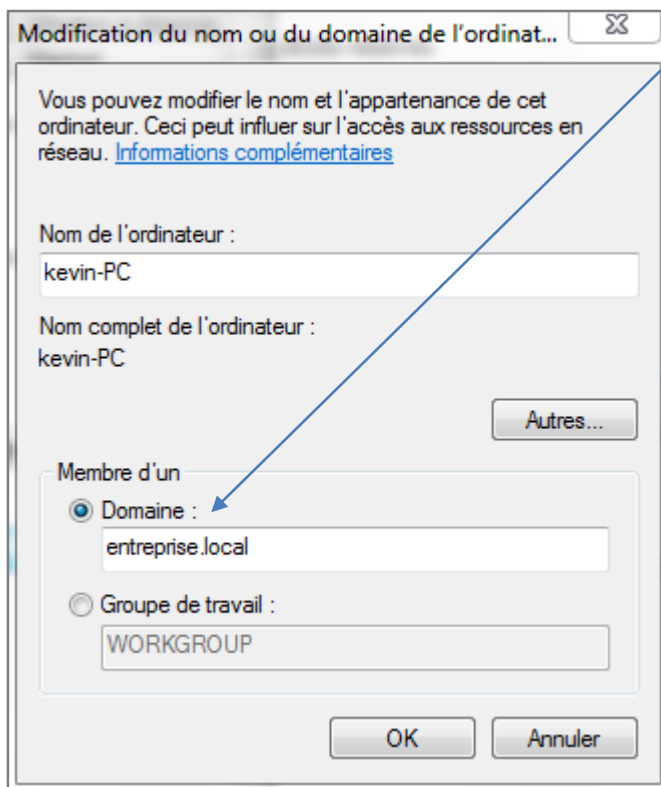 Modification du nom ou du domaine de l'ordinat...
Vous pouvez modifier le nom et l'appartenance de cet
ordinateur. Ceci peut influer sur l'accès aux ressources en
réseau. Informations complémentaires
Nom de l'ordinateur :
kevin-PC
Nom complet de l'ordinateur :
kevin-PC
Autres...
Membre d'un
Domaine :
entreprise.local
Groupe de travail :
WORKGROUP
OK Annuler